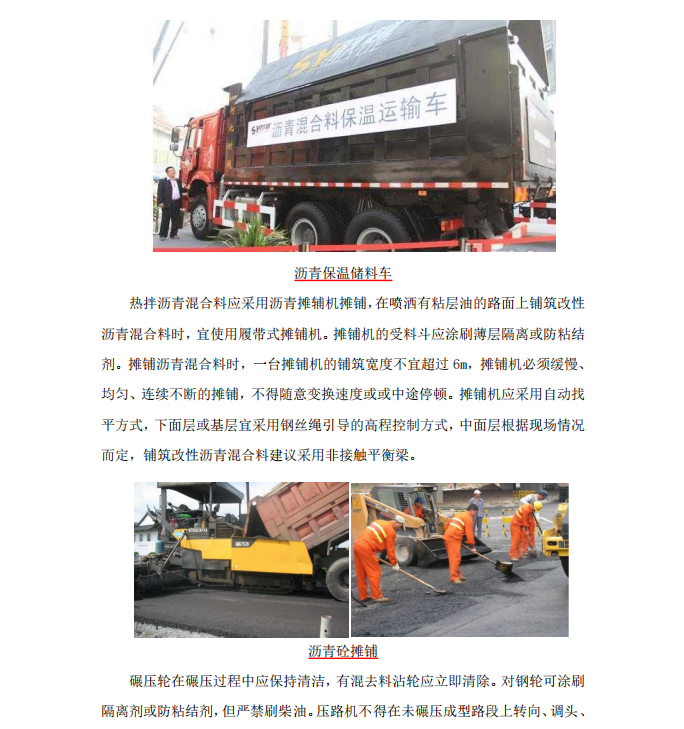 沥青混合料保温运输车
沥青保温储料车
热拌沥青混合料应采用沥青摊辅机摊铺，在喷洒有粘层油的路面上铺筑改性
沥青混合料时，宜使用履带式摊铺机。摊铺机的受料斗应涂刷薄层隔离或防粘结
剂。摊铺沥青混合料时，一台摊铺机的铺筑宽度不宜超过 6m，摊铺机必须缓慢、
均匀、连续不断的摊铺，不得随意变换速度或或中途停顿。摊铺机应采用自动找
平方式，下面层或基层宜采用钢丝绳引导的高程控制方式，中面层根据现场情况
而定，铺筑改性沥青混合料建议采用非接触平衡梁。
VOLVO
沥青砼摊铺
碾压轮在碾压过程中应保持清洁，有混去料沾轮应立即清除。对钢轮可涂刷
隔离剂或防粘结剂，但严禁刷柴油。压路机不得在未碾压成型路段上转向、调头、